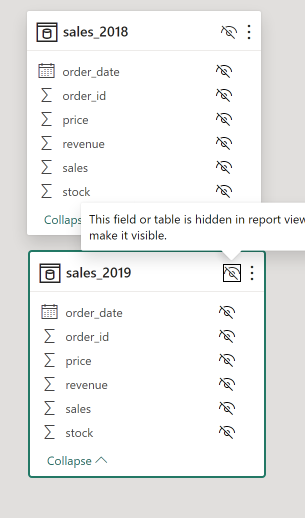 sales_2018
order_date
order_id
price
revenue
sales
stock
Collaps
This field or table is hidden in report view
make it visible.
sales_2019
order_date
order_id
price
revenue
sales
stock
Collapse